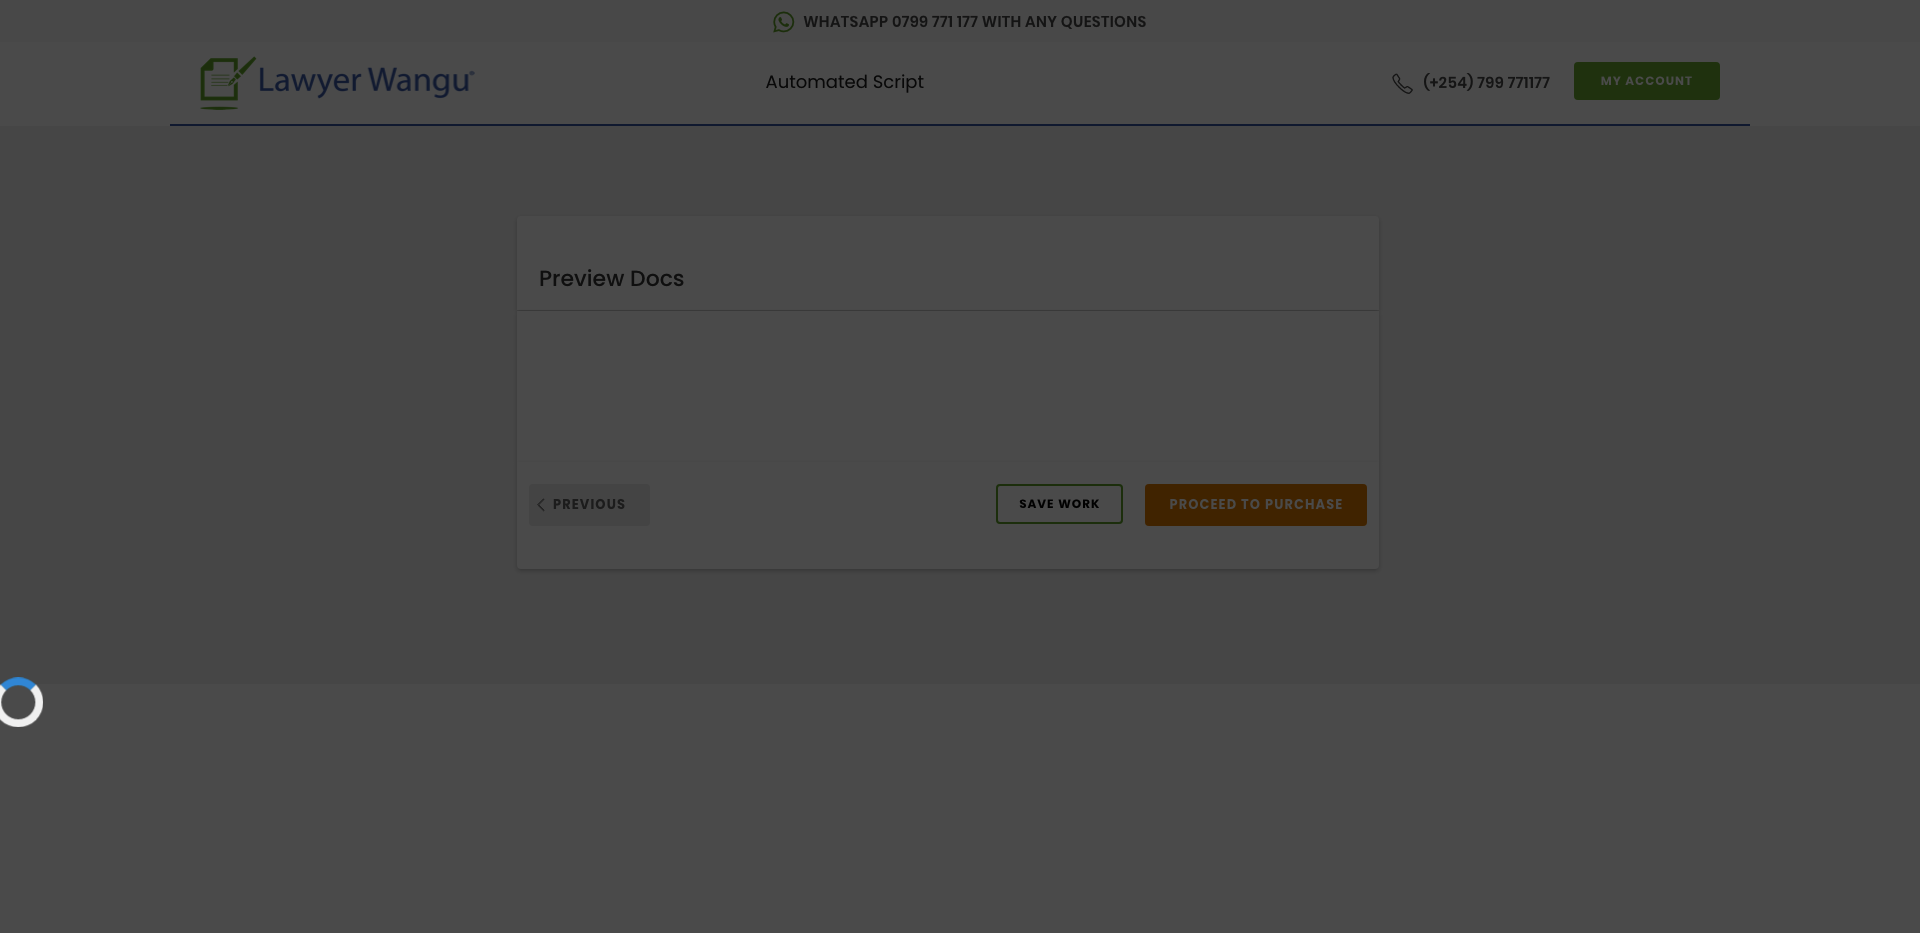 WHATSAPP 0799 771 177 WITH ANY QUESTIONS
Lawyer Wangu®
Automated Script
(+254) 799 771177
MY ACCOUNT
Preview Docs
PREVIOUS
SAVE WORK
PROCEED TO PURCHASE